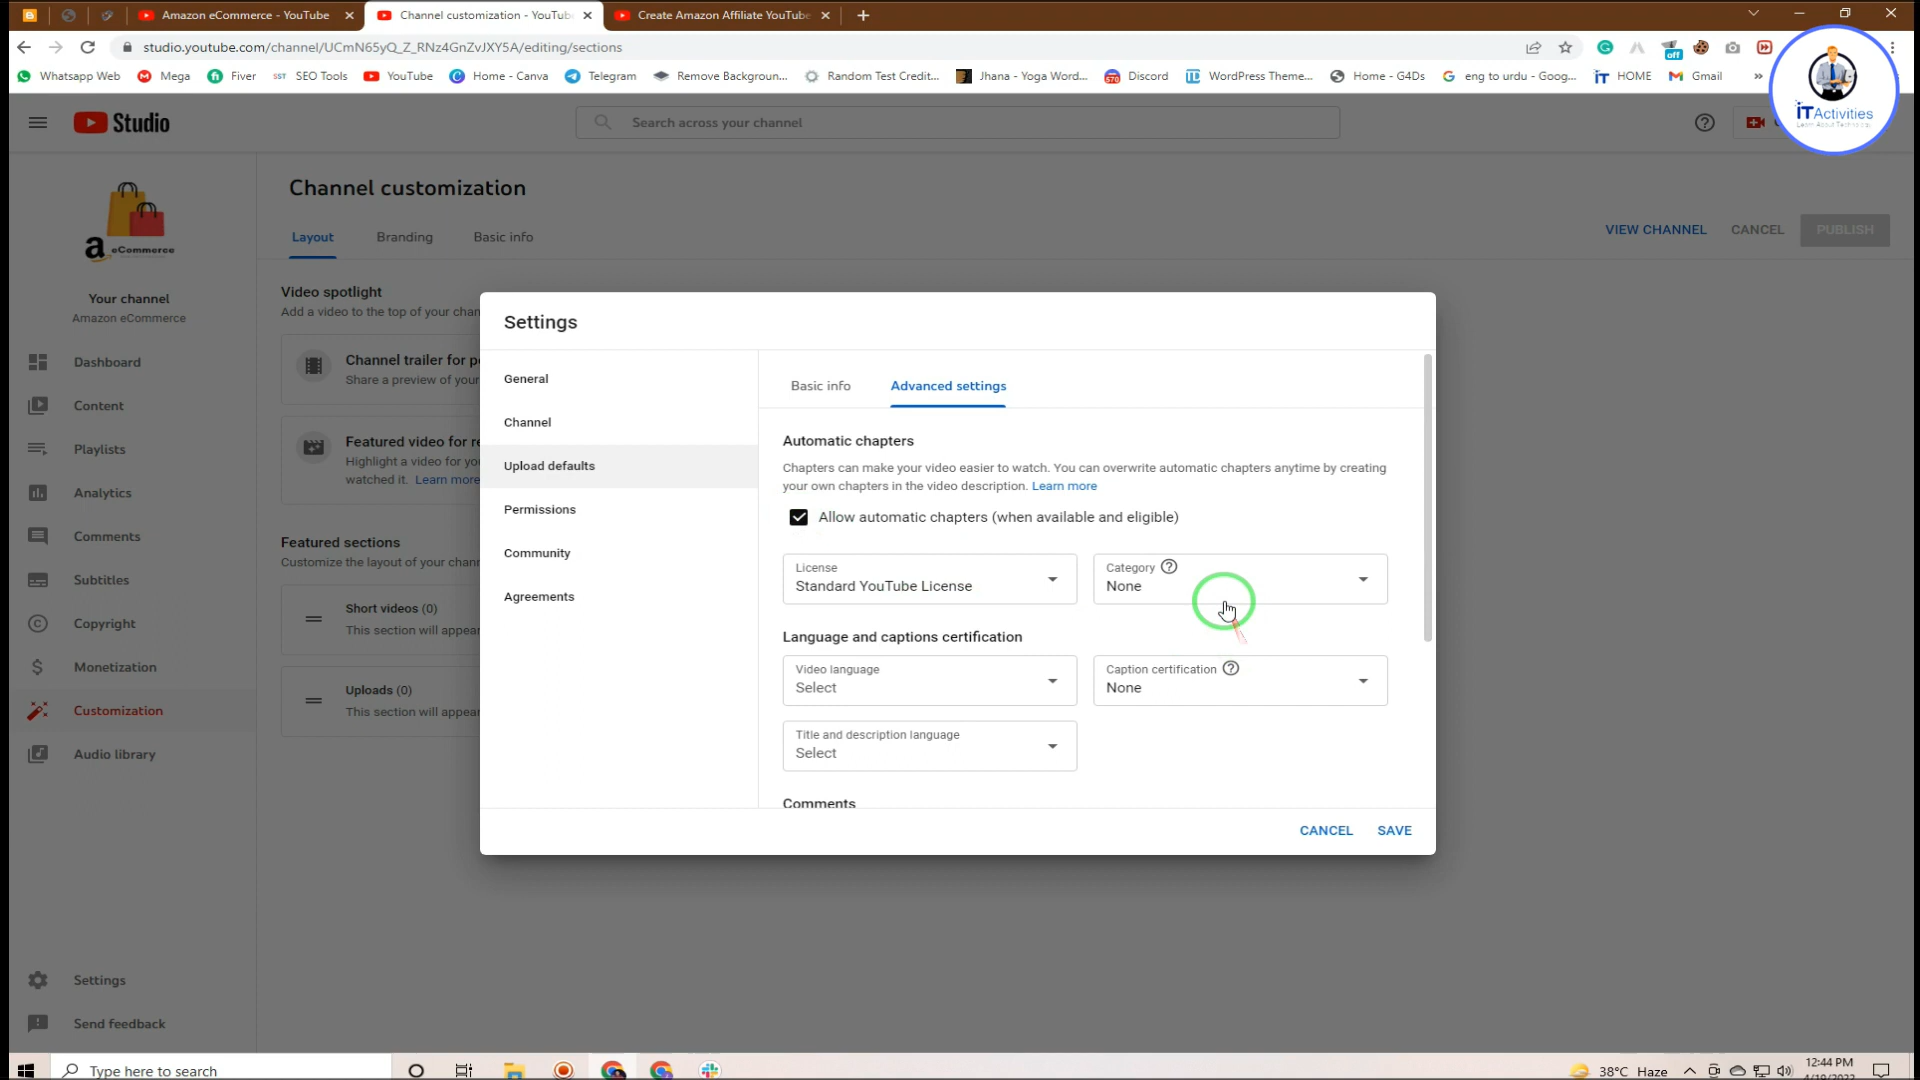 Amazon eCommerce - YouTube
Channel customization - YouTub
Create Amazon Affiliate YouTube
studio.youtube.com/channel/UCmN65yQ_Z_RNz4GnZvJXY5A/editing/sections
Whatsapp Web
Mega
Fiver
SEO Tools
YouTube
Home - Canva
Telegram
Remove Backgroun...
Random Test Credit...
Jhana - Yoga Word...
Discord
WordPress Theme...
Home - G4Ds
eng to urdu - Goog...
HOME
Gmail
off
iTActivities
Learn About Technology
Studio
Search across your channel
Channel customization
Layout
Branding
Basic info
VIEW CHANNEL
CANCEL
PUBLISH
a eCommerce
Your channel
Amazon eCommerce
Dashboard
Content
Playlists
Analytics
Comments
Subtitles
Copyright
Monetization
Customization
Audio library
Settings
Send feedback
Video spotlight
Add a video to the top of your chan
Channel trailer for pe
Share a preview of your
Featured video for re
Highlight a video for yo
watched it. Learn more
Featured sections
Customize the layout of your chann
Short videos (0)
This section will appear
Uploads (0)
This section will appear
Settings
General
Channel
Upload defaults
Permissions
Community
Agreements
Basic info
Advanced settings
Automatic chapters
Chapters can make your video easier to watch. You can overwrite automatic chapters anytime by creating
your own chapters in the video description. Learn more
Allow automatic chapters (when available and eligible)
License
Standard YouTube License
Category
None
Language and captions certification
Video language
Select
Caption certification
None
Title and description language
Select
Comments
CANCEL
SAVE
Type here to search
38°C Haze
12:44 PM